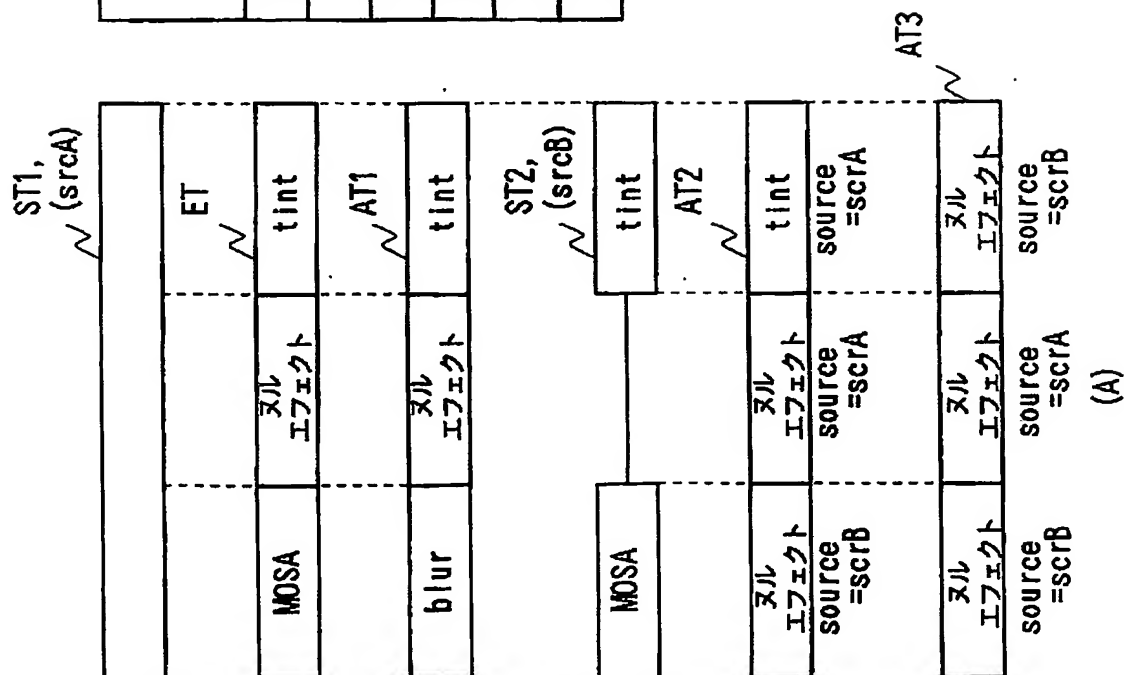 ST1,
(srcA)
ET
MOSA
ヌル
エフェクト
tint
AT1
blur
ヌル
エフェクト
tint
ST2,
(srcB)
MOSA
tint
AT2
ヌル
エフェクト
source
=scrB
ヌル
エフェクト
source
=scrA
tint
source
=scrA
AT3
ヌル
エフェクト
source
=scrB
ヌル
エフェクト
source
=scrA
ヌル
エフェクト
source
=scrB
(A)